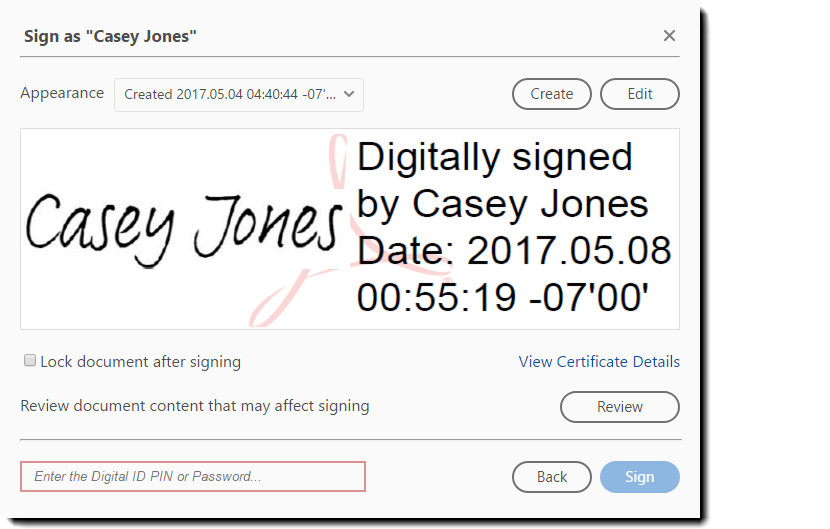 Sign as "Casey Jones"
Appearance Created 2017.05.04 04:40:44 -07'... Create Edit
Casey Jones
Digitally signed
by Casey Jones
Date: 2017.05.08
00:55:19 -07'00'
Lock document after signing View Certificate Details
Review document content that may affect signing Review
Enter the Digital ID PIN or Password... Back Sign